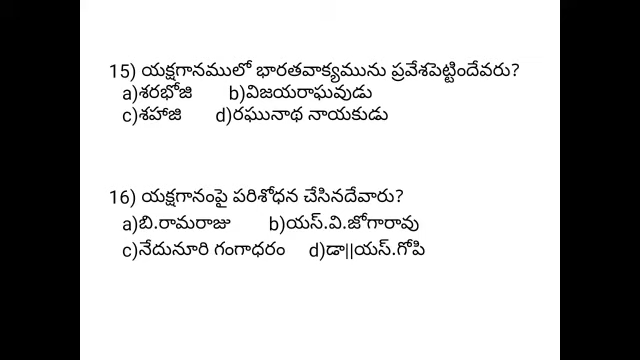 15) యక్షగానములో భారతవాక్యమును ప్రవేశపెట్టిందేవరు?
a)శరభోజి b)విజయరాఘవుడు
c)శహాజి d)రఘునాథ నాయకుడు
16) యక్షగానంపై పరిశోధన చేసినదేవారు?
a)బి.రామరాజు b)యస్.వి.జోగారావు
c)నేదునూరి గంగాధరం d)డా||యస్.గోపి